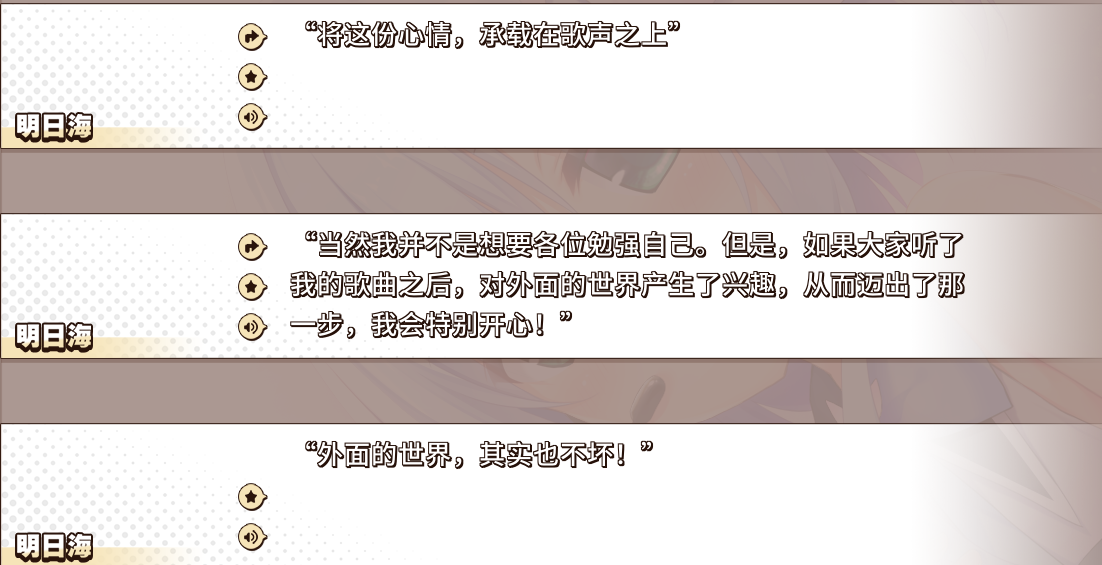 “将这份心情，承载在歌声之上”
明日海
“当然我并不是想要各位勉强自己。但是，如果大家听了
我的歌曲之后，对外面的世界产生了兴趣，从而迈出了那
一步，我会特别开心！”
明日海
“外面的世界，其实也不坏！”
明日海